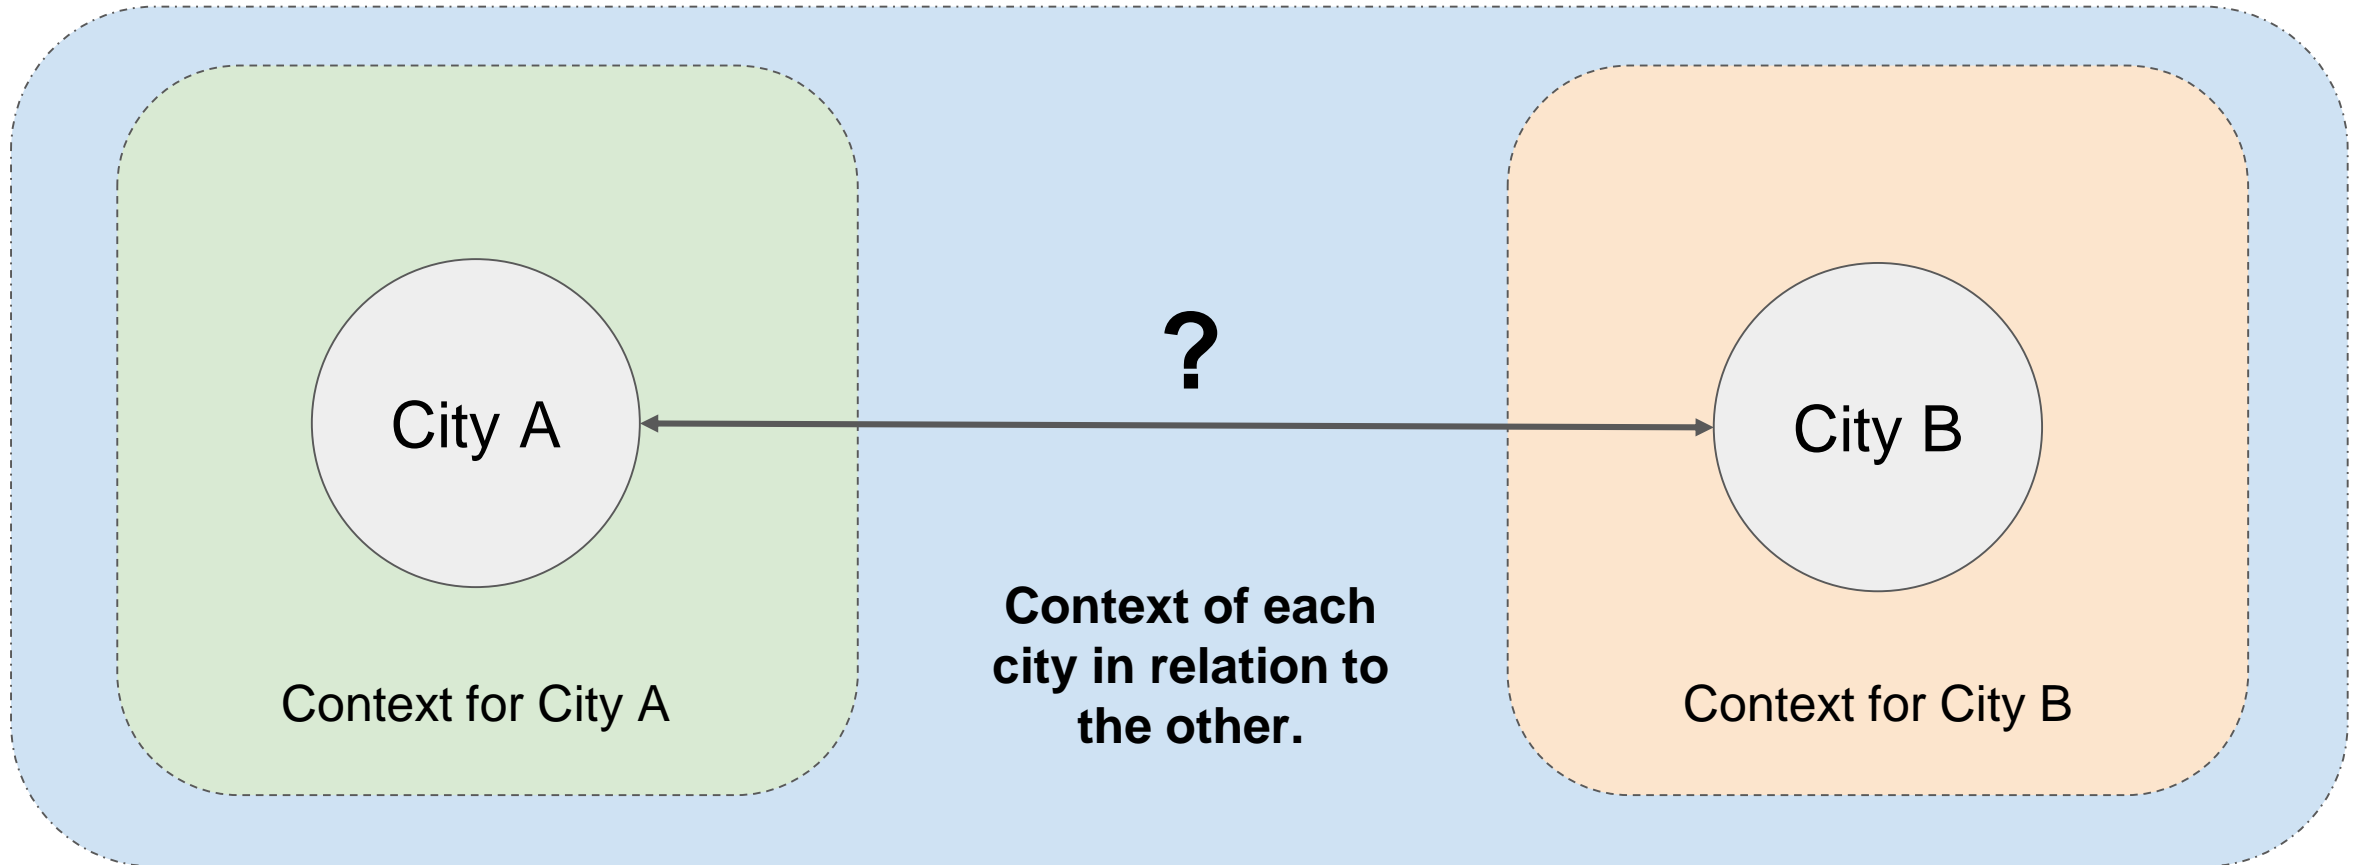 ?
City A
City B
Context of each
city in relation to
the other.
Context for City A
Context for City B